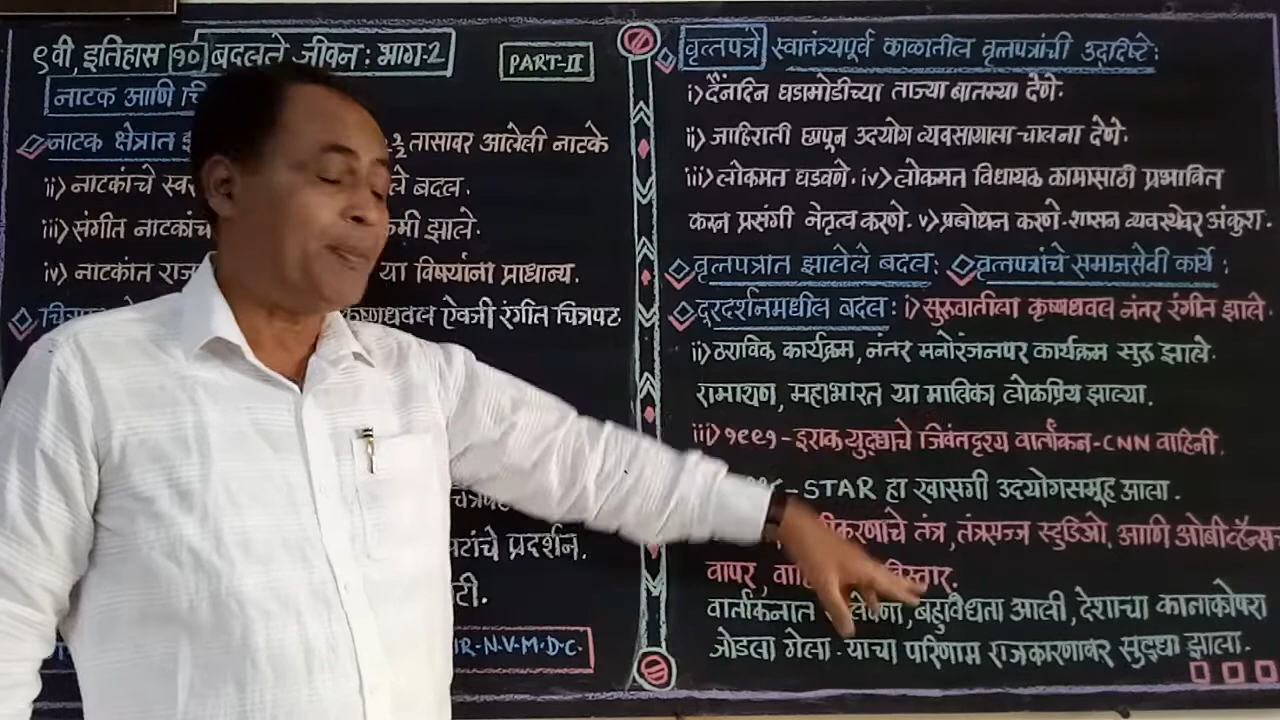 ९वी, इतिहास १० बदलते जीवन : भाग-2
PART-II
नाटक आणि
नाटक क्षेत्रात तासावर आलेली नाटके
ii> नाटकांचे बदल.
iii> संगीत झाले.
iv> नाटकांत या विषयांना प्राधान्य.
कृष्णधवल ऐवजी रंगीत चित्रपट
प्रदर्शन.
R.N.V.M.D.C.
वृत्तपत्रे स्वातंत्र्यपूर्व काळातील वृत्तपत्रांची उद्दिष्टे:
i> दैनंदिन घडामोडींच्या ताज्या बातम्या देणे.
ii> जाहिराती छापून उदयोग व्यवसायाला चालना देणे.
iii> लोकमत घडवणे. iv> लोकमत विधायक कामासाठी प्रभावित
करून प्रसंगी नेतृत्व करणे. v> प्रबोधन करणे-शासन व्यवस्थेवर अंकुश.
वृत्तपत्रात झालेले बदल: वृत्तपत्रांचे समाजसेवी कार्ये :
दूरदर्शनमधील बदल : i> सुरुवातीला कृष्णधवल नंतर रंगीत झाले.
ii> ठराविक कार्यक्रम, नंतर मनोरंजनपर कार्यक्रम सुरु झाले.
रामायण, महाभारत या मालिका लोकप्रिय झाल्या.
iii> १९९१-इराक युद्धाचे जिवंतदृश्य वार्तांकन-CNN वाहिनी.
-STAR हा खासगी उदयोगसमूह आला.
तंत्र, तंत्रसज्ज स्टुडिओ, आणि ओबी व्हॅन्स
वापर, विस्तार.
वार्तांकनात बहुविधता आली, देशाचा कानाकोपरा
जोडला गेला. याचा परिणाम राजकारणावर सुद्धा झाला.